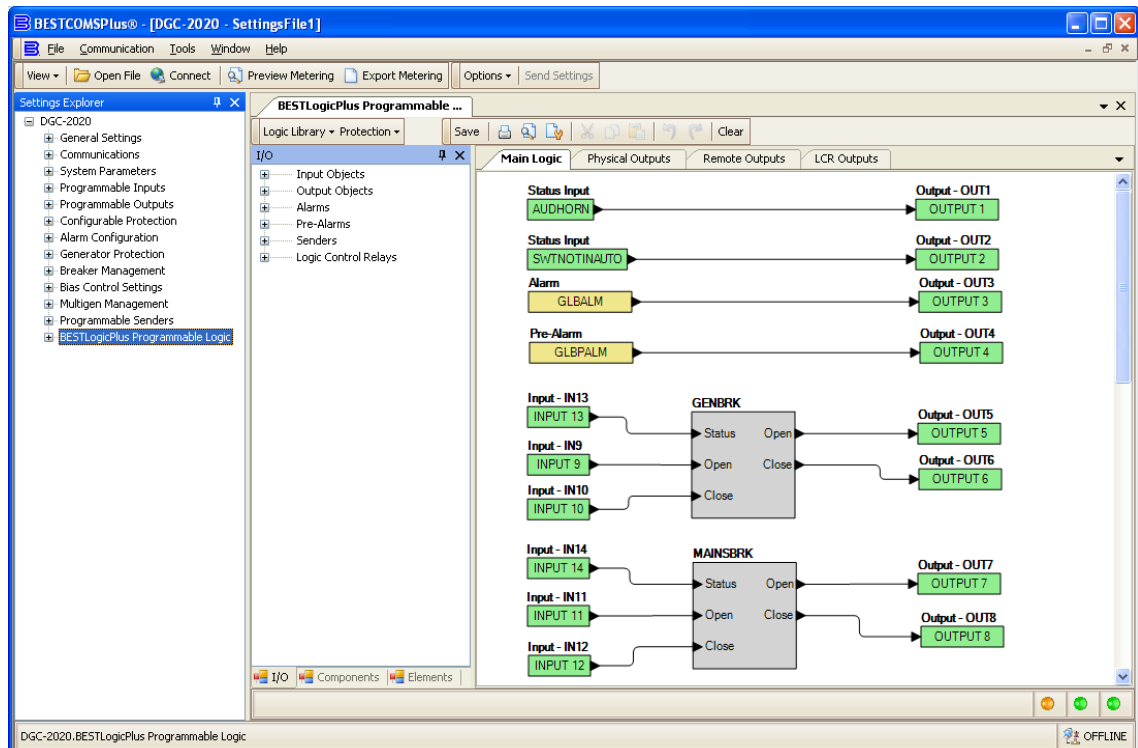 BESTCOMSPlus® - [DGC-2020 - SettingsFile1]
File Communication Tools Window Help
View Open File Connect Preview Metering Export Metering Options Send Settings
Settings Explorer
DGC-2020
General Settings
Communications
System Parameters
Programmable Inputs
Programmable Outputs
Configurable Protection
Alarm Configuration
Generator Protection
Breaker Management
Bias Control Settings
Multigen Management
Programmable Senders
BESTLogicPlus Programmable Logic
BESTLogicPlus Programmable ...
Logic Library Protection Save Clear
I/O
Input Objects
Output Objects
Alarms
Pre-Alarms
Senders
Logic Control Relays
I/O Components Elements
Main Logic Physical Outputs Remote Outputs LCR Outputs
Status Input Output - OUT1
AUDHORN OUTPUT 1
Status Input Output - OUT2
SWTNOTINAUTO OUTPUT 2
Alarm Output - OUT3
GLBALM OUTPUT 3
Pre-Alarm Output - OUT4
GLBPALM OUTPUT 4
Input - IN13 GENBRK Output - OUT5
INPUT 13 Status Open OUTPUT 5
Input - IN9 Output - OUT6
INPUT 9 Open Close OUTPUT 6
Input - IN10 Close
INPUT 10
Input - IN14 MAINSBRK Output - OUT7
INPUT 14 Status Open OUTPUT 7
Input - IN11 Output - OUT8
INPUT 11 Open Close OUTPUT 8
Input - IN12 Close
INPUT 12
DGC-2020.BESTLogicPlus Programmable Logic OFFLINE